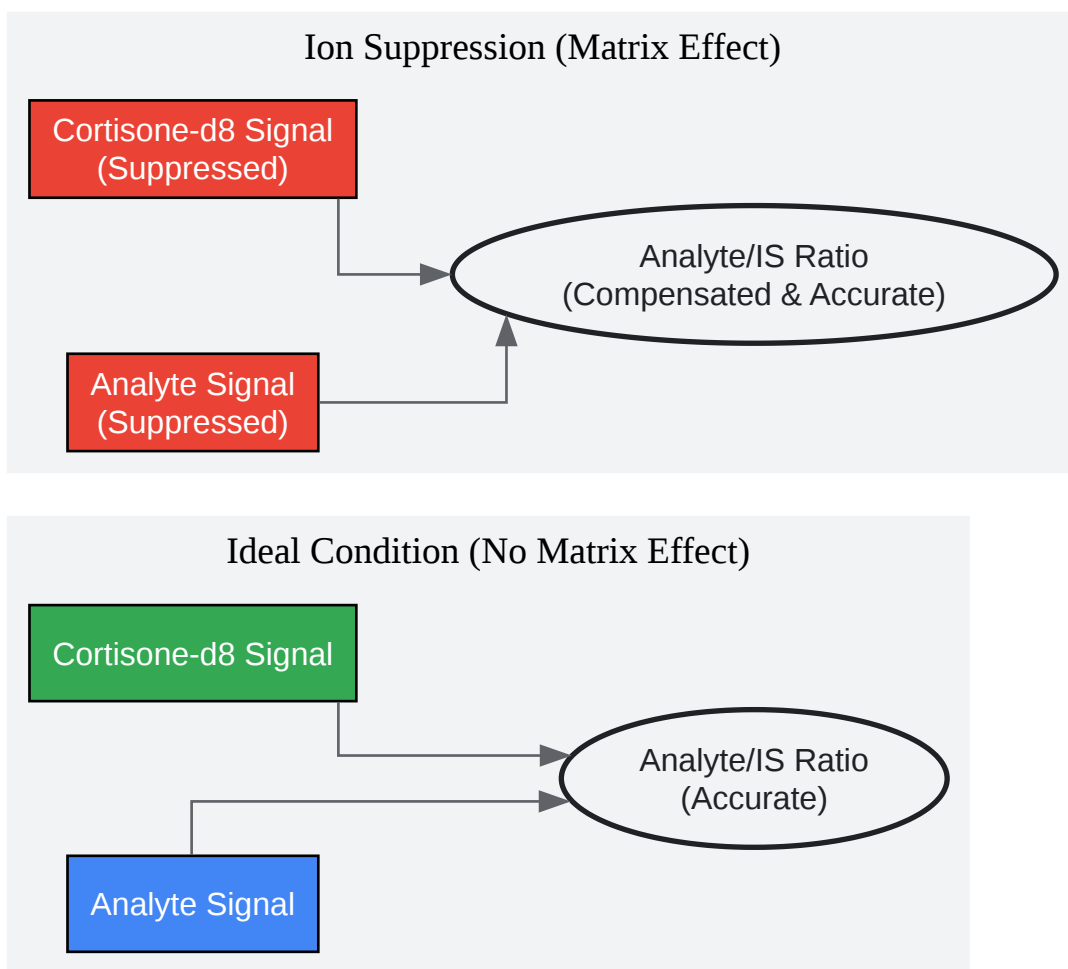 Ion Suppression (Matrix Effect)
Cortisone-d8 Signal
(Suppressed)
Analyte/IS Ratio
(Compensated & Accurate)
Analyte Signal
(Suppressed)
Ideal Condition (No Matrix Effect)
Cortisone-d8 Signal
Analyte/IS Ratio
(Accurate)
Analyte Signal